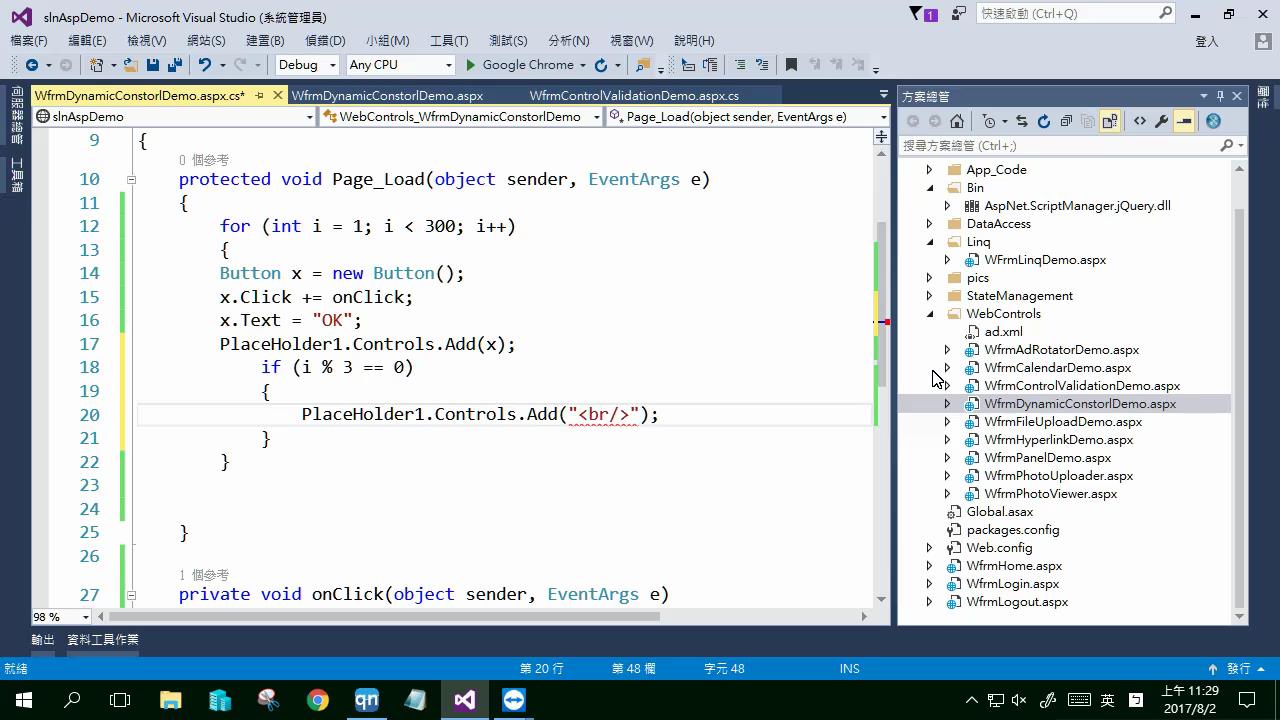 slnAspDemo - Microsoft Visual Studio (系統管理員)
1
快速啟動 (Ctrl+Q)
檔案(F) 編輯(E) 檢視(V) 網站(S) 建置(B) 偵錯(D) 小組(M) 工具(T) 測試(S) 分析(N) 視窗(W) 說明(H)
登入
Debug Any CPU Google Chrome
伺服器總管
工具箱
WfrmDynamicConstorlDemo.aspx.cs*
WfrmDynamicConstorlDemo.aspx
WfrmControlValidationDemo.aspx.cs
slnAspDemo
WebControls_WfrmDynamicConstorlDemo
Page_Load(object sender, EventArgs e)
9 {
0 個參考
10 protected void Page_Load(object sender, EventArgs e)
11 {
12 for (int i = 1; i < 300; i++)
13 {
14 Button x = new Button();
15 x.Click += onClick;
16 x.Text = "OK";
17 PlaceHolder1.Controls.Add(x);
18 if (i % 3 == 0)
19 {
20 PlaceHolder1.Controls.Add("<br/>");
21 }
22 }
23
24
25 }
26
1 個參考
27 private void onClick(object sender, EventArgs e)
98 %
方案總管
搜尋方案總管 (Ctrl+;)
App_Code
Bin
AspNet.ScriptManager.jQuery.dll
DataAccess
Linq
WFrmLinqDemo.aspx
pics
StateManagement
WebControls
ad.xml
WfrmAdRotatorDemo.aspx
WfrmCalendarDemo.aspx
WfrmControlValidationDemo.aspx
WfrmDynamicConstorlDemo.aspx
WfrmFileUploadDemo.aspx
WfrmHyperlinkDemo.aspx
WfrmPanelDemo.aspx
WfrmPhotoUploader.aspx
WfrmPhotoViewer.aspx
Global.asax
packages.config
Web.config
WfrmHome.aspx
WfrmLogin.aspx
WfrmLogout.aspx
輸出 資料工具作業
就緒 第 20 行 第 48 欄 字元 48 INS 發行
qn
英
上午 11:29
2017/8/2